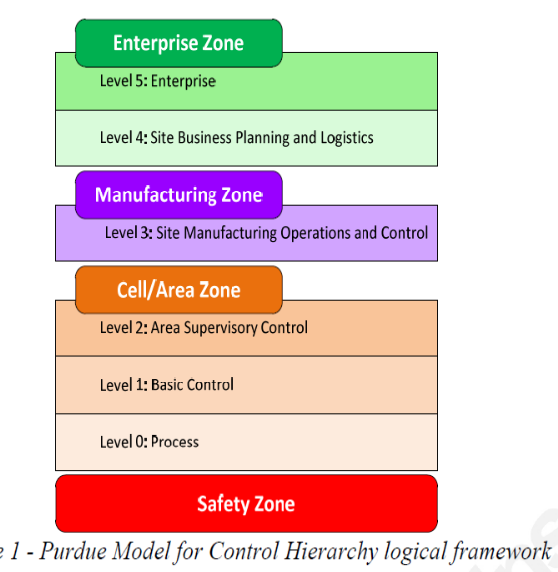 Enterprise Zone
Level 5: Enterprise
Level 4: Site Business Planning and Logistics
Manufacturing Zone
Level 3: Site Manufacturing Operations and Control
Cell/Area Zone
Level 2: Area Supervisory Control
Level 1: Basic Control
Level 0: Process
Safety Zone
e 1 - Purdue Model for Control Hierarchy logical framework